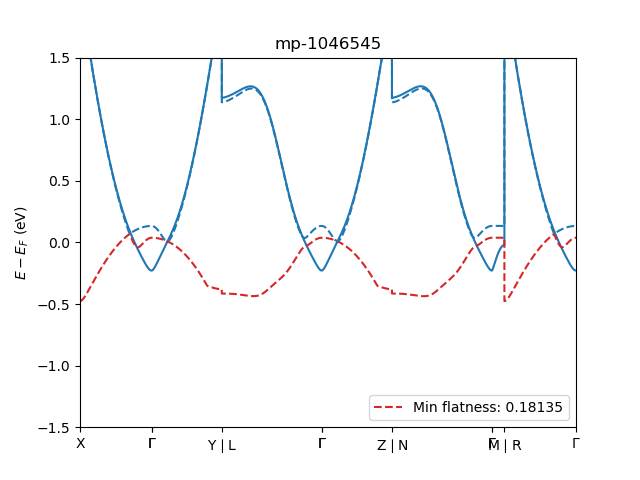 mp-1046545
E − E_F (eV)
1.5
1.0
0.5
0.0
−0.5
−1.0
−1.5
Min flatness: 0.18135
X Γ Y | L Γ Z | N Γ M | R Γ